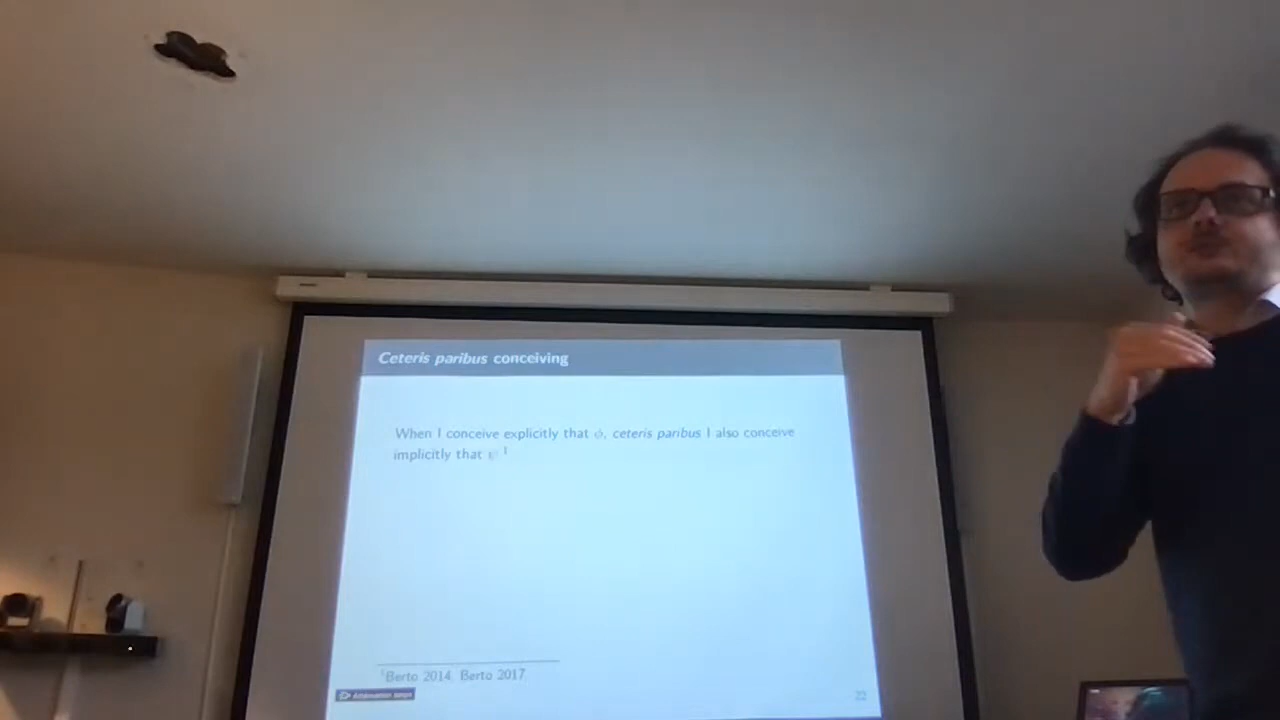 Ceteris paribus conceiving
When I conceive explicitly that ϕ, ceteris paribus I also conceive
implicitly that ψ.¹
¹Berto 2014, Berto 2017